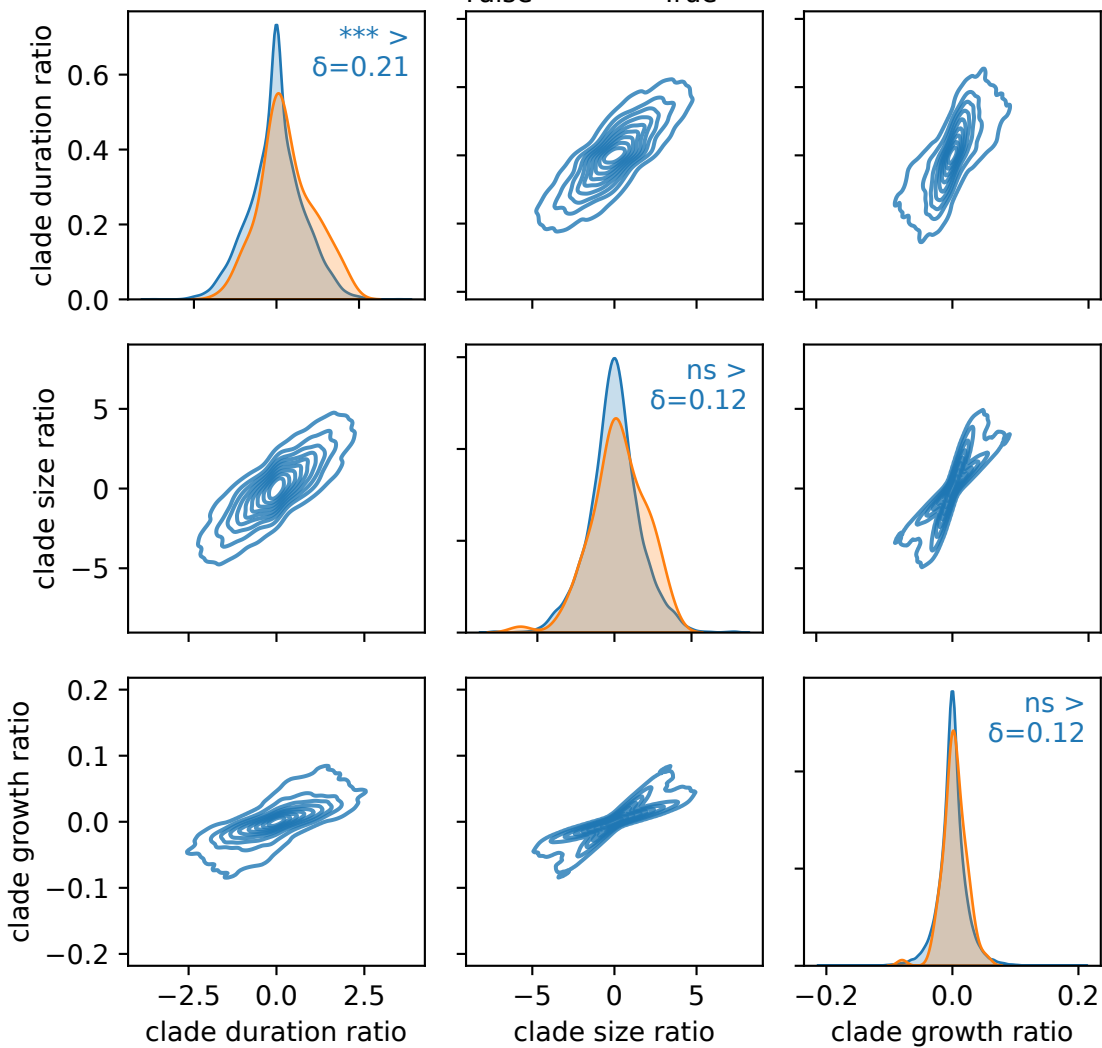 True
clade duration ratio
0.6
0.4
0.2
0.0
*** >
δ=0.21
clade size ratio
5
0
−5
ns >
δ=0.12
clade growth ratio
0.2
0.1
0.0
−0.1
−0.2
ns >
δ=0.12
−2.5 0.0 2.5
−5 0 5
−0.2 0.0 0.2
clade duration ratio
clade size ratio
clade growth ratio